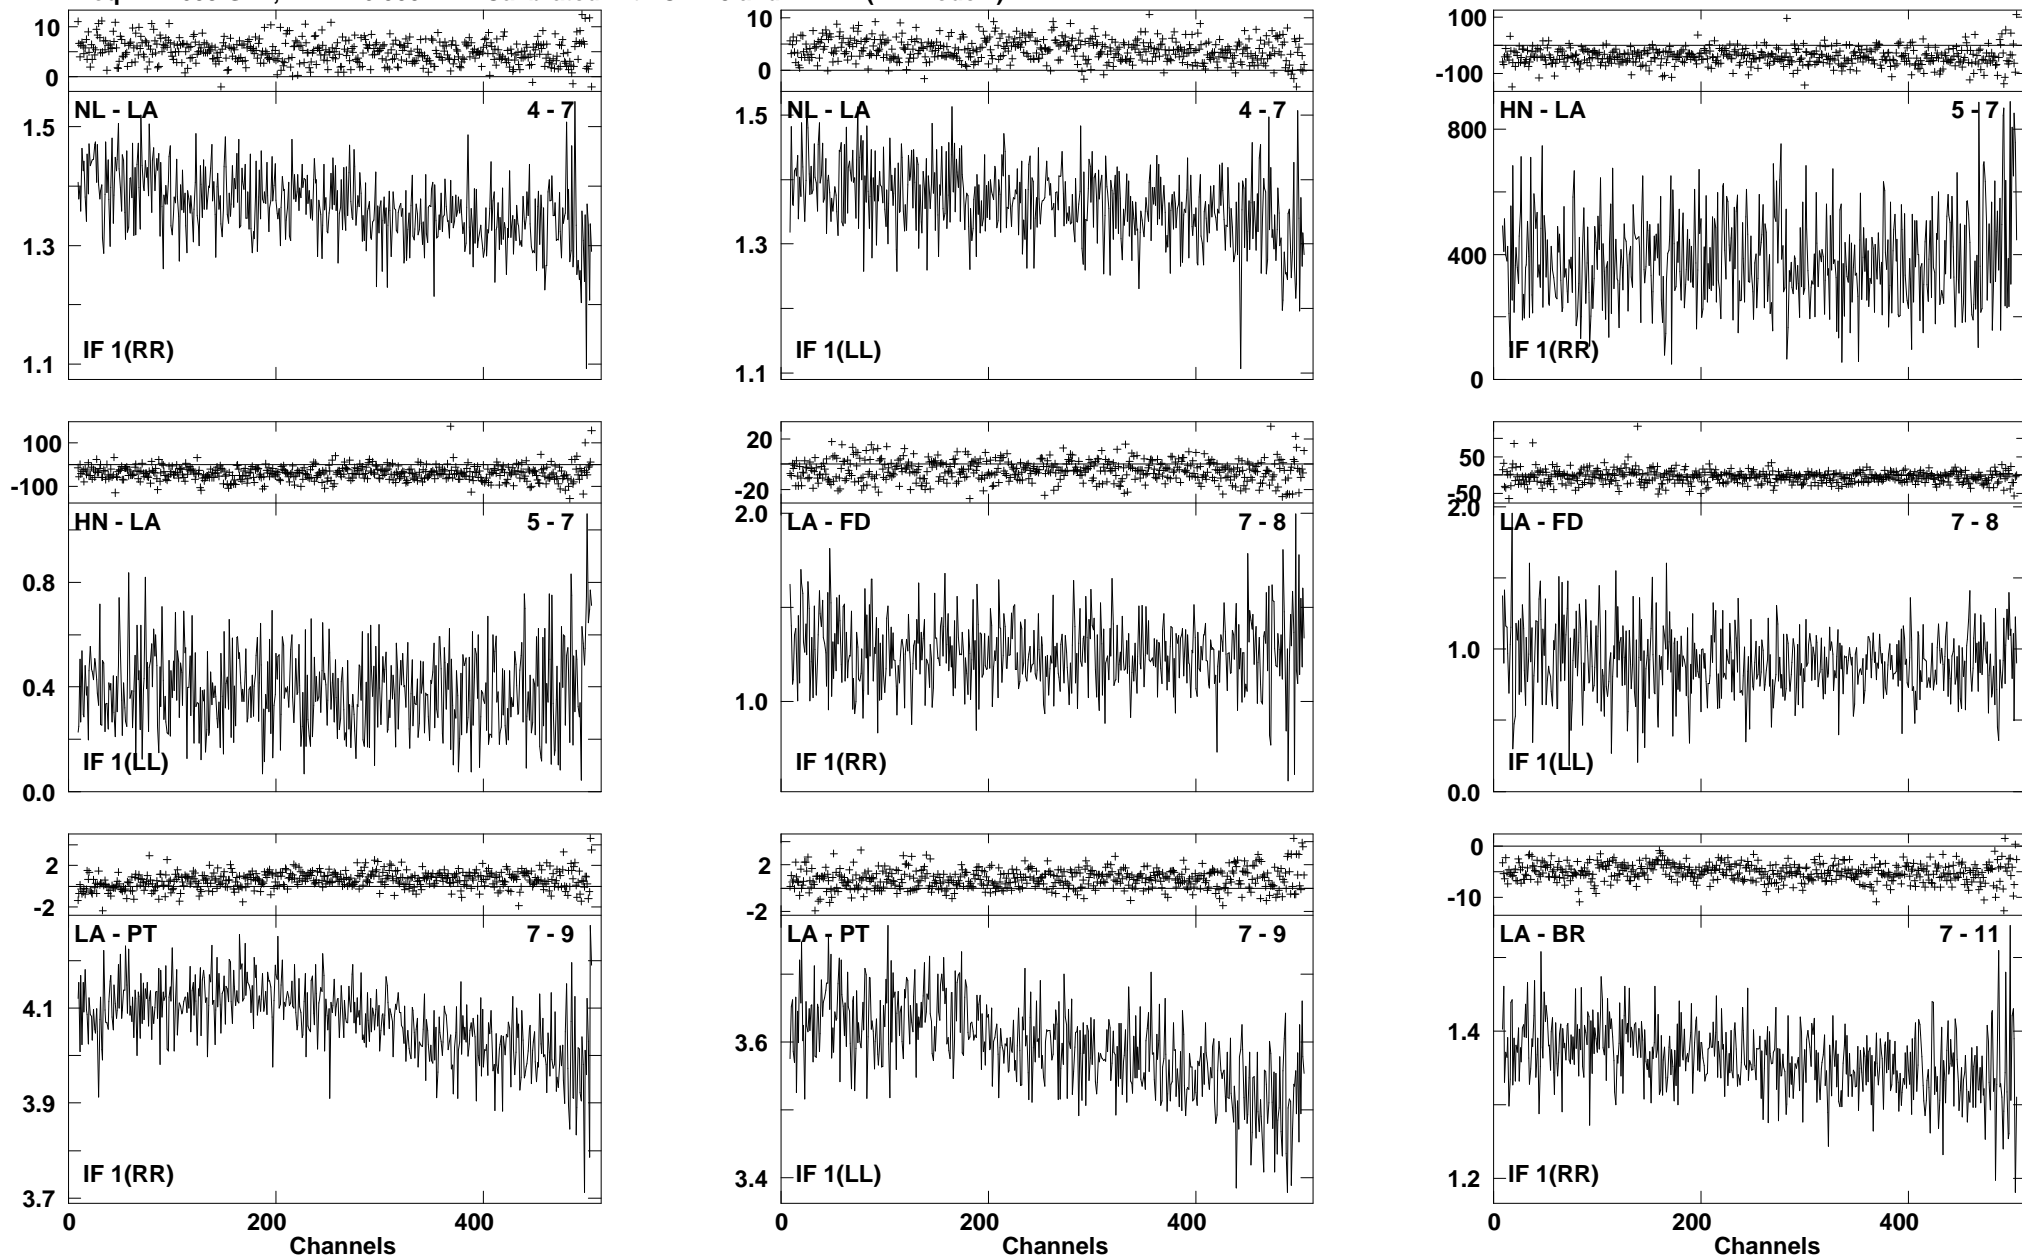 10
0
NL - LA 4 - 7
1.5
1.3
1.1
IF 1(RR)
10
5
0
NL - LA 4 - 7
1.5
1.3
1.1
IF 1(LL)
100
-100
HN - LA 5 - 7
800
400
0
IF 1(RR)
100
-100
HN - LA 5 - 7
0.8
0.4
0.0
IF 1(LL)
20
-20
LA - FD 7 - 8
2.0
1.0
IF 1(RR)
50
-50
LA - FD 7 - 8
2.0
1.0
0.0
IF 1(LL)
2
-2
LA - PT 7 - 9
4.1
3.9
3.7
IF 1(RR)
0 200 400
Channels
2
-2
LA - PT 7 - 9
3.6
3.4
IF 1(LL)
0 200 400
Channels
0
-10
LA - BR 7 - 11
1.4
1.2
IF 1(RR)
0 200 400
Channels